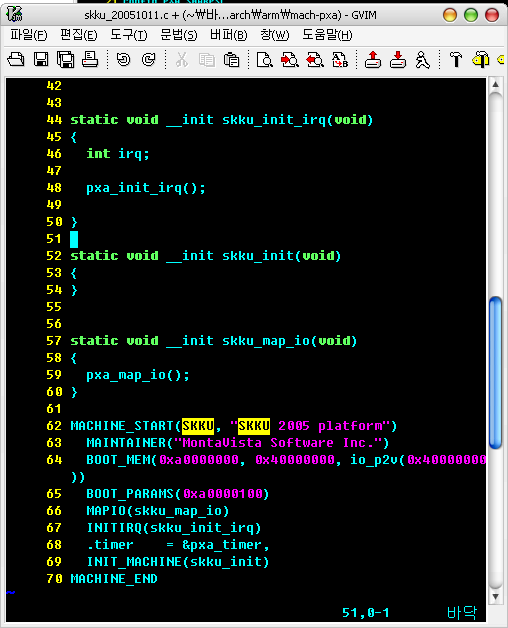 skku_20051011.c + (~₩바...arch₩arm₩mach-pxa) - GVIM
파일(F) 편집(E) 도구(T) 문법(S) 버퍼(B) 창(W) 도움말(H)
42
43
44 static void __init skku_init_irq(void)
45 {
46   int irq;
47
48   pxa_init_irq();
49
50 }
51
52 static void __init skku_init(void)
53 {
54 }
55
56
57 static void __init skku_map_io(void)
58 {
59   pxa_map_io();
60 }
61
62 MACHINE_START(SKKU, "SKKU 2005 platform")
63   MAINTAINER("MontaVista Software Inc.")
64   BOOT_MEM(0xa0000000, 0x40000000, io_p2v(0x40000000
))
65   BOOT_PARAMS(0xa0000100)
66   MAPIO(skku_map_io)
67   INITIRQ(skku_init_irq)
68   .timer    = &pxa_timer,
69   INIT_MACHINE(skku_init)
70 MACHINE_END
51,0-1 바닥